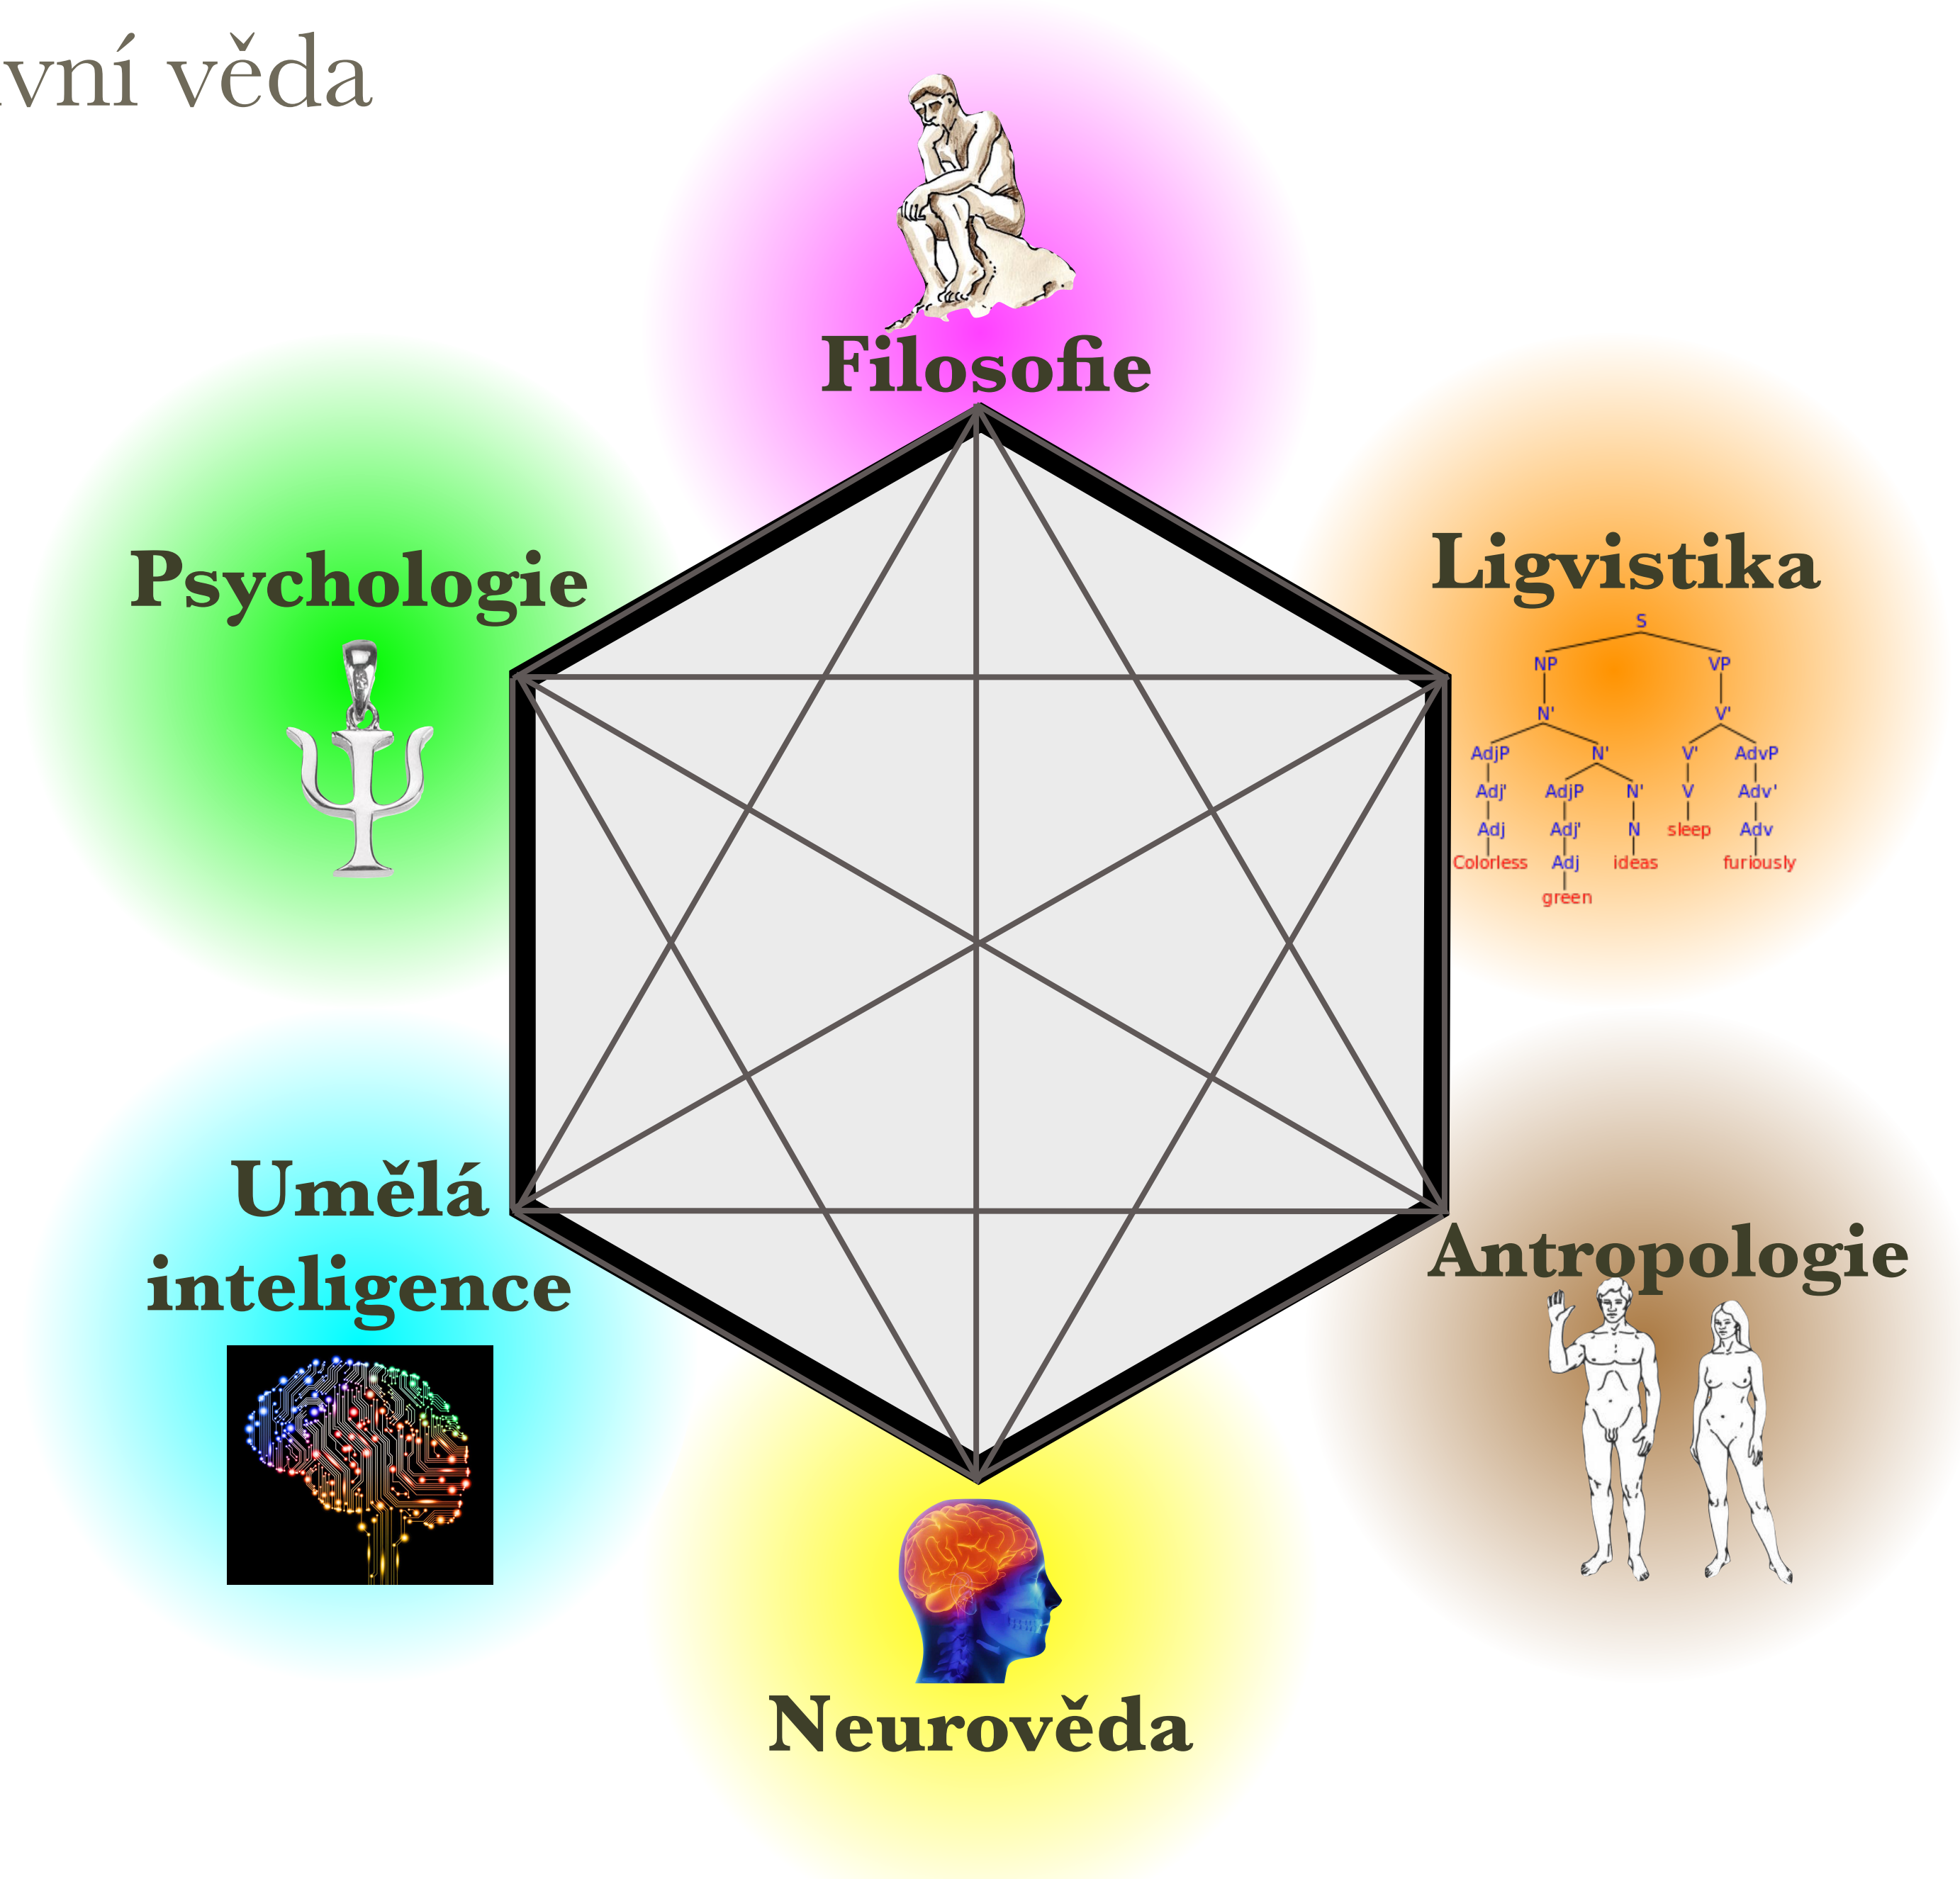 vní věda
Filosofie
Psychologie
Ligvistika
S
NP VP
N' V'
AdjP N' V' AdvP
Adj' AdjP N' V Adv'
Adj Adj' N sleep Adv
Colorless Adj ideas furiously
green
Umělá
inteligence
Antropologie
Neurověda